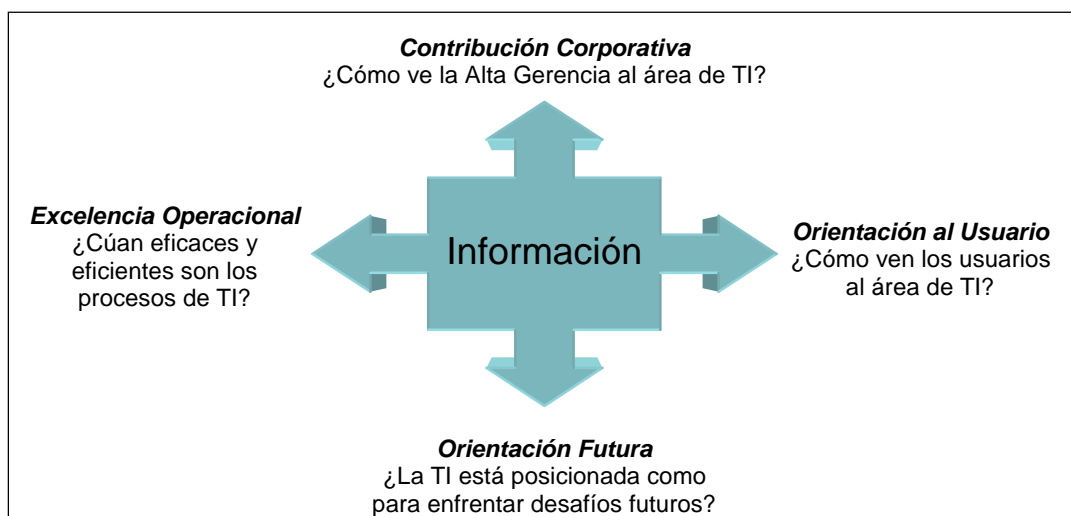 Contribución Corporativa
¿Cómo ve la Alta Gerencia al área de TI?
Excelencia Operacional
¿Cúan eficaces y
eficientes son los
procesos de TI?
Información
Orientación al Usuario
¿Cómo ven los usuarios
al área de TI?
Orientación Futura
¿La TI está posicionada como
para enfrentar desafíos futuros?